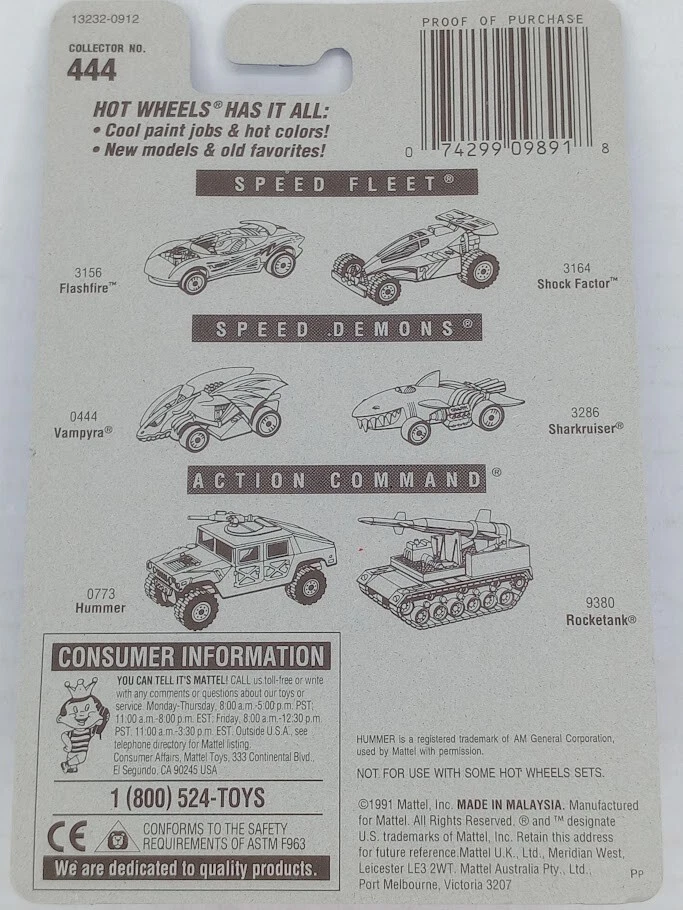 13232-0912
PROOF OF PURCHASE
COLLECTOR NO.
444
HOT WHEELS® HAS IT ALL:
• Cool paint jobs & hot colors!
• New models & old favorites!
0 74299 09891 8
SPEED FLEET®
3156
Flashfire™
3164
Shock Factor™
SPEED DEMONS®
0444
Vampyra®
3286
Sharkruiser®
ACTION COMMAND®
0773
Hummer
9380
Rocketank®
CONSUMER INFORMATION
YOU CAN TELL IT'S MATTEL! CALL us toll-free or write
with any comments or questions about our toys or
service. Monday-Thursday, 8:00 a.m.-5:00 p.m. PST;
11:00 a.m.-8:00 p.m. EST; Friday, 8:00 a.m.-12:30 p.m.
PST, 11:00 a.m.-3:30 p.m. EST. Outside U.S.A., see
telephone directory for Mattel listing.
Consumer Affairs, Mattel Toys, 333 Continental Blvd.,
El Segundo, CA 90245 USA
1 (800) 524-TOYS
CE
CONFORMS TO THE SAFETY
REQUIREMENTS OF ASTM F963
We are dedicated to quality products.
HUMMER is a registered trademark of AM General Corporation,
used by Mattel with permission.
NOT FOR USE WITH SOME HOT WHEELS SETS.
©1991 Mattel, Inc. MADE IN MALAYSIA. Manufactured
for Mattel. All Rights Reserved. ® and ™ designate
U.S. trademarks of Mattel, Inc. Retain this address
for future reference.Mattel U.K., Ltd., Meridian West,
Leicester LE3 2WT. Mattel Australia Pty., Ltd.,
Port Melbourne, Victoria 3207
PP